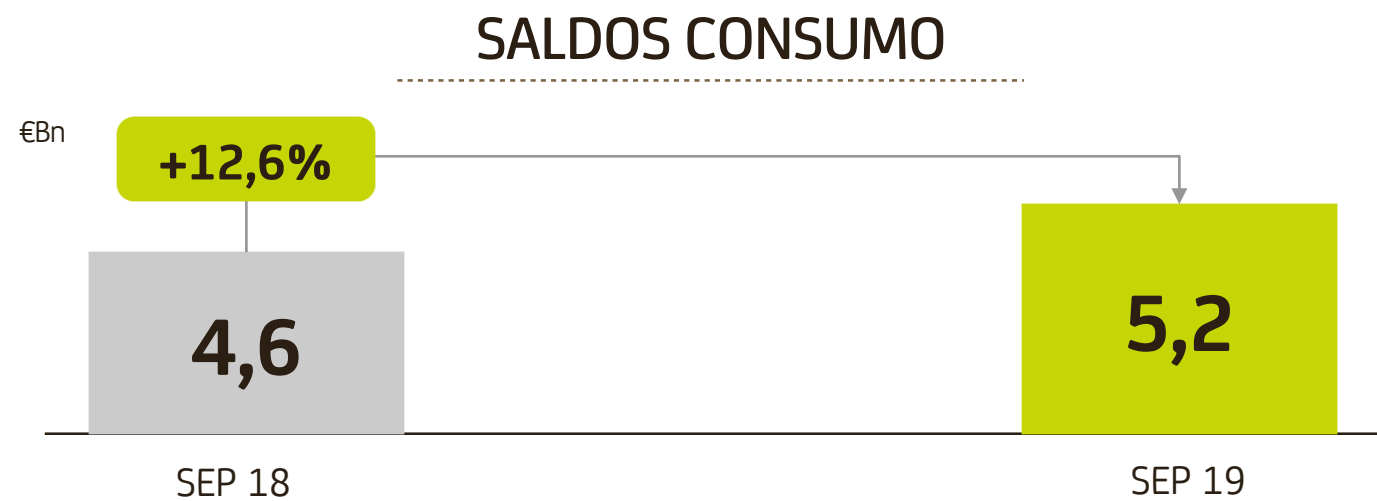 SALDOS CONSUMO
€Bn
+12,6%
4,6
5,2
SEP 18
SEP 19